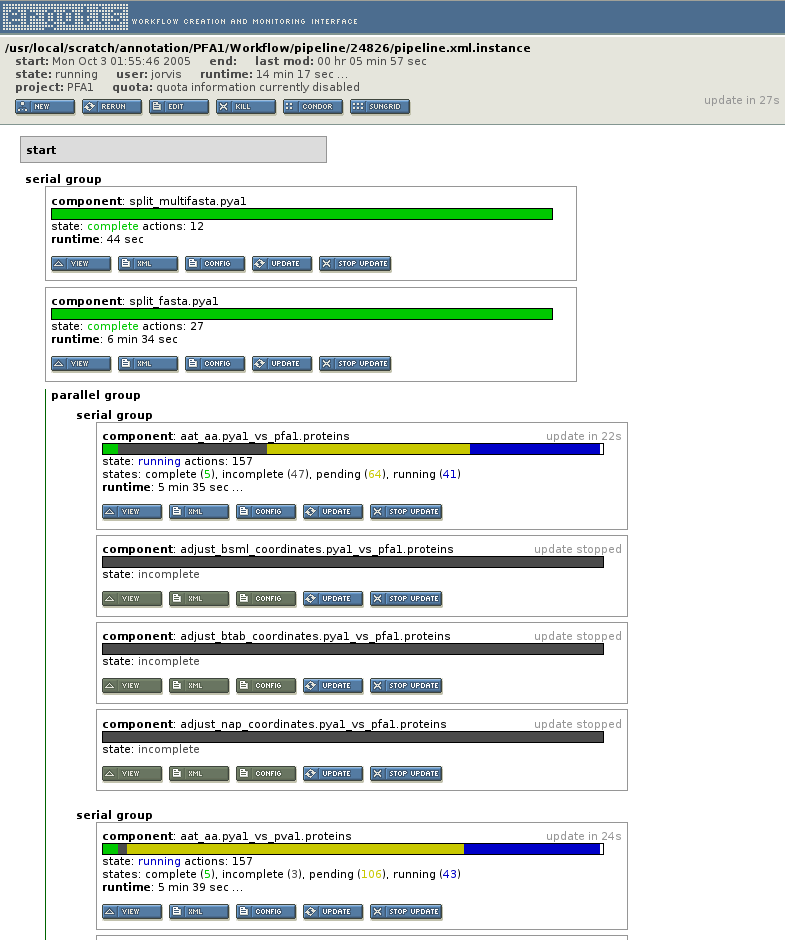 ergatis WORKFLOW CREATION AND MONITORING INTERFACE
/usr/local/scratch/annotation/PFA1/Workflow/pipeline/24826/pipeline.xml.instance
start: Mon Oct 3 01:55:46 2005 end: last mod: 00 hr 05 min 57 sec
state: running user: jorvis runtime: 14 min 17 sec ...
project: PFA1 quota: quota information currently disabled
NEW RERUN EDIT KILL CONDOR SUNGRID
update in 27s
start
serial group
component: split_multifasta.pya1
state: complete actions: 12
runtime: 44 sec
VIEW XML CONFIG UPDATE STOP UPDATE
component: split_fasta.pya1
state: complete actions: 27
runtime: 6 min 34 sec
VIEW XML CONFIG UPDATE STOP UPDATE
parallel group
serial group
component: aat_aa.pya1_vs_pfa1.proteins update in 22s
state: running actions: 157
states: complete (5), incomplete (47), pending (64), running (41)
runtime: 5 min 35 sec ...
VIEW XML CONFIG UPDATE STOP UPDATE
component: adjust_bsml_coordinates.pya1_vs_pfa1.proteins update stopped
state: incomplete
VIEW XML CONFIG UPDATE STOP UPDATE
component: adjust_btab_coordinates.pya1_vs_pfa1.proteins update stopped
state: incomplete
VIEW XML CONFIG UPDATE STOP UPDATE
component: adjust_nap_coordinates.pya1_vs_pfa1.proteins update stopped
state: incomplete
VIEW XML CONFIG UPDATE STOP UPDATE
serial group
component: aat_aa.pya1_vs_pva1.proteins update in 24s
state: running actions: 157
states: complete (5), incomplete (3), pending (106), running (43)
runtime: 5 min 39 sec ...
VIEW XML CONFIG UPDATE STOP UPDATE